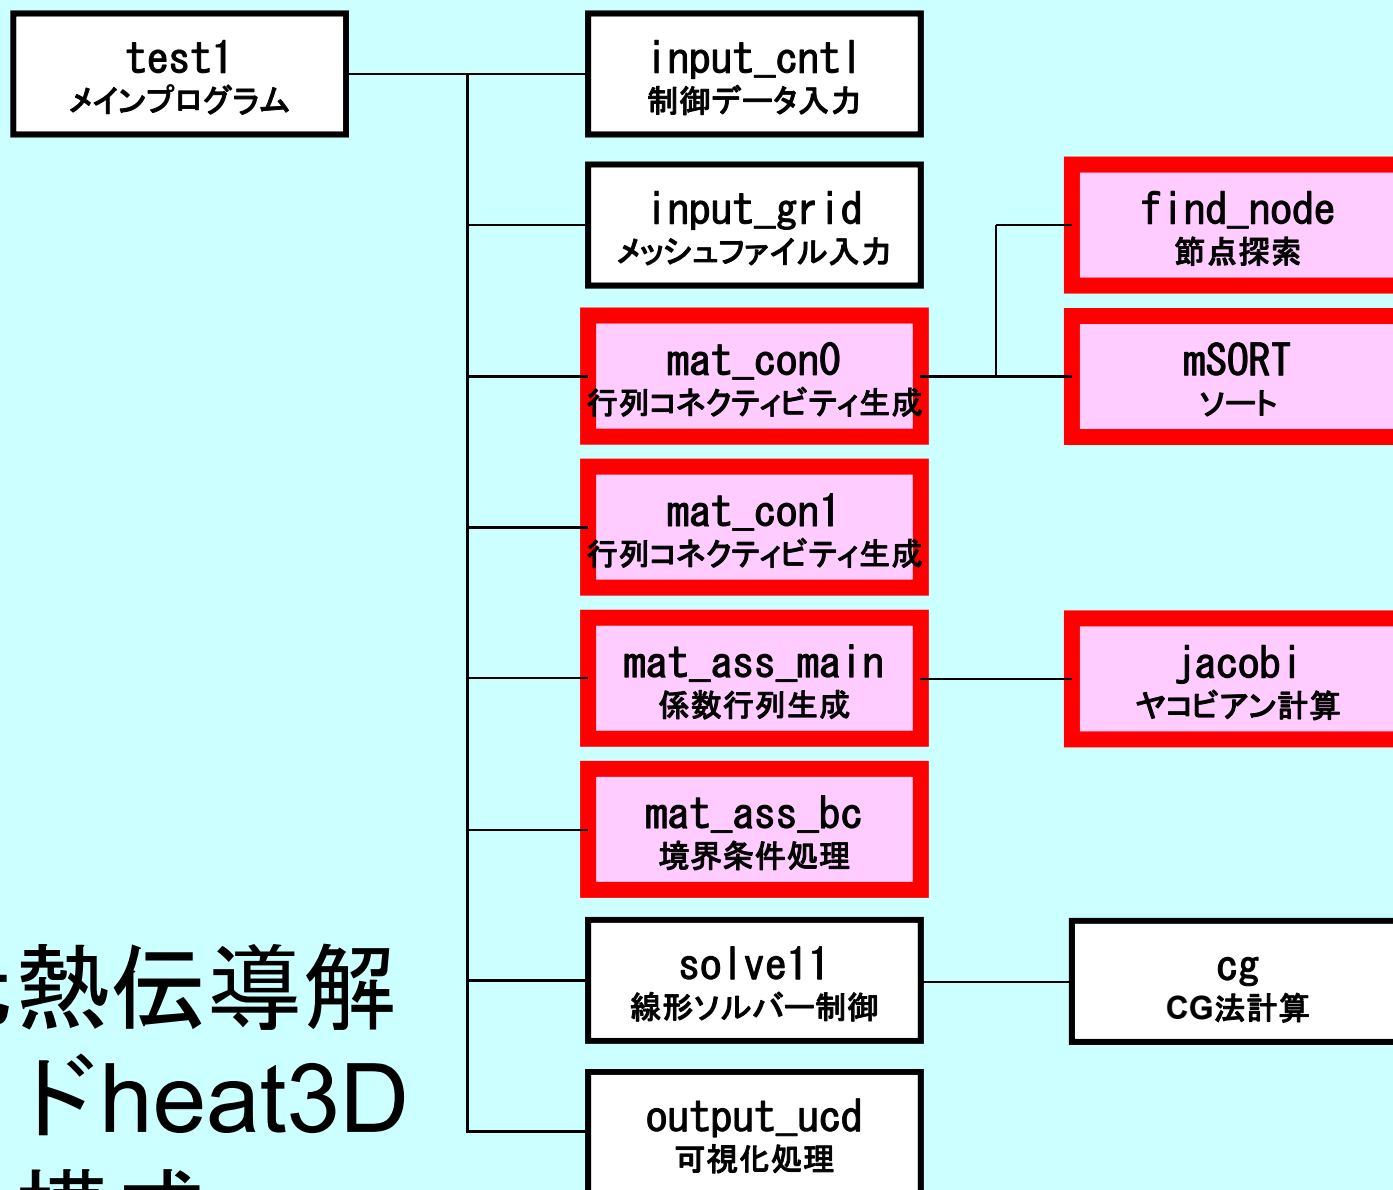 test1
メインプログラム
input_cntl
制御データ入力
input_grid
メッシュファイル入力
find_node
節点探索
mat_con0
行列コネクティビティ生成
mSORT
ソート
mat_con1
行列コネクティビティ生成
mat_ass_main
係数行列生成
jacobi
ヤコビアン計算
mat_ass_bc
境界条件処理
solve11
線形ソルバー制御
cg
CG法計算
output_ucd
可視化処理
熱伝導解
ドheat3D